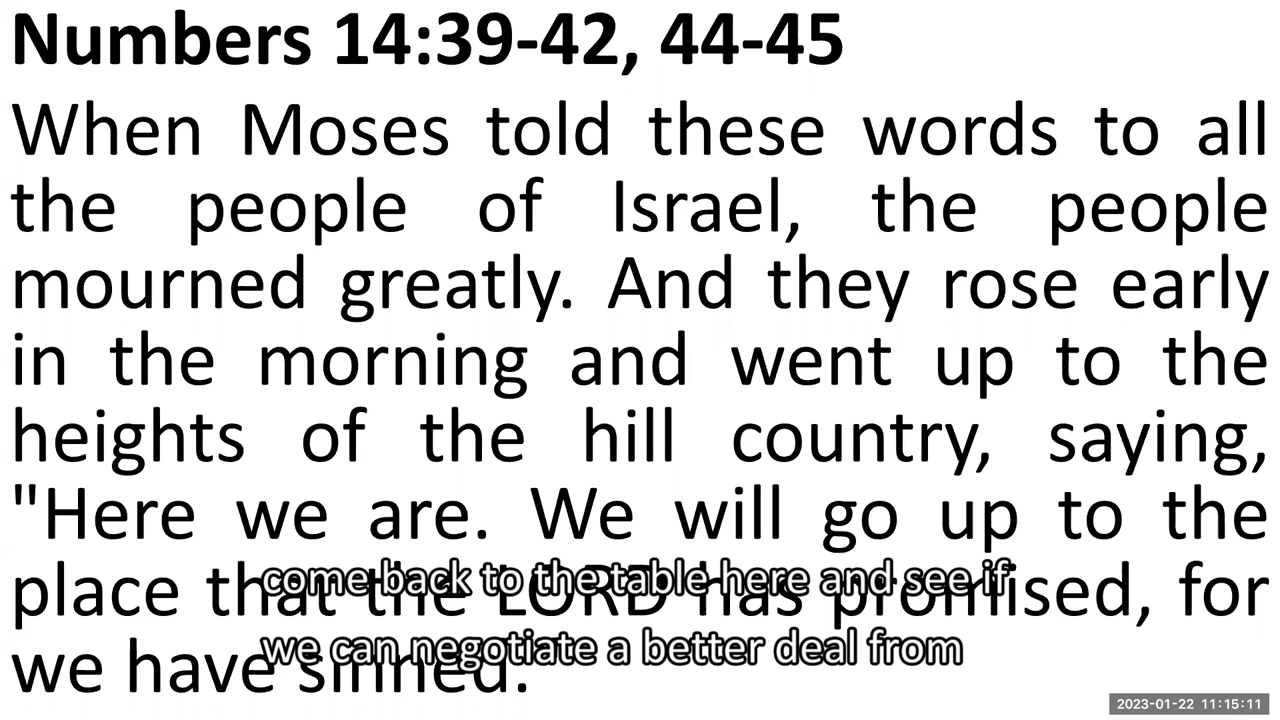 Numbers 14:39-42, 44-45
When Moses told these words to all
the people of Israel, the people
mourned greatly. And they rose early
in the morning and went up to the
heights of the hill country, saying,
"Here we are. We will go up to the
place that the LORD has promised, for
we have sinned.
come back to the table here and see if
we can negotiate a better deal from
2023-01-22 11:15:11